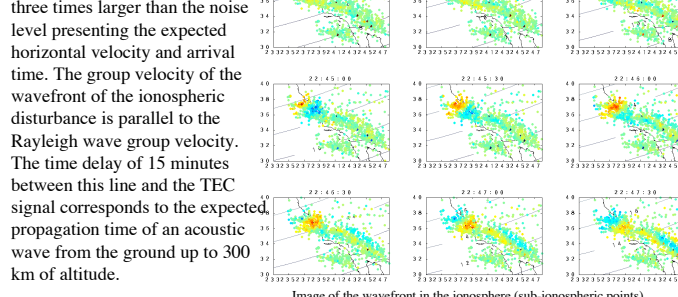 three times larger than the noise
level presenting the expected
horizontal velocity and arrival
time. The group velocity of the
wavefront of the ionospheric
disturbance is parallel to the
Rayleigh wave group velocity.
The time delay of 15 minutes
between this line and the TEC
signal corresponds to the expected
propagation time of an acoustic
wave from the ground up to 300
km of altitude.
22:45:00 22:45:30 22:46:00
22:46:30 22:47:00 22:47:30
Image of the wavefront in the ionosphere (sub-ionospheric points)